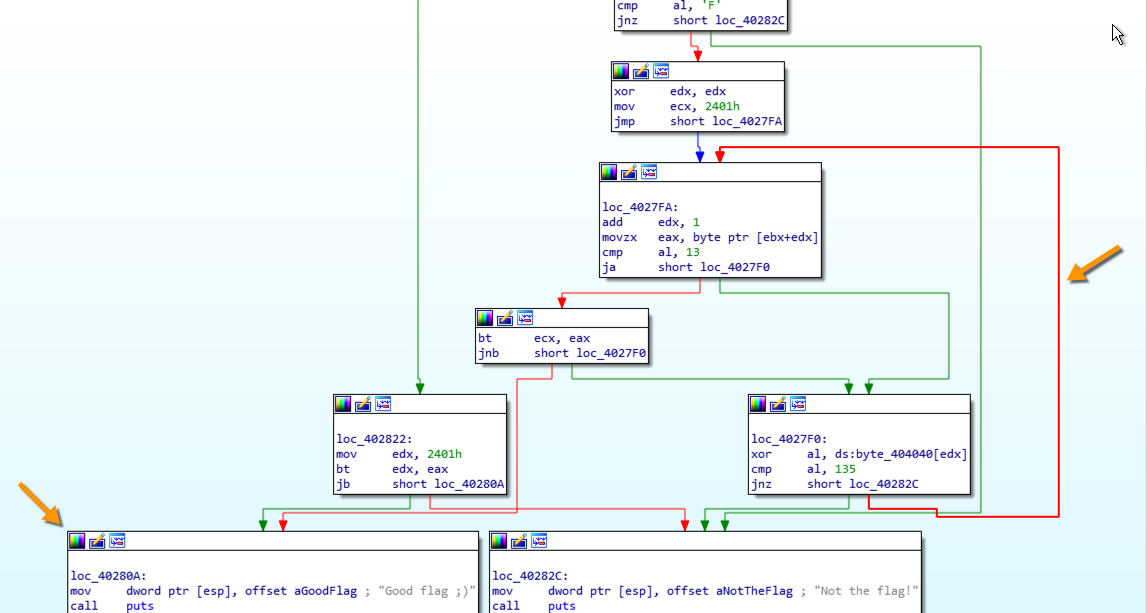 cmp al, 'F'
jnz short loc_40282C
xor edx, edx
mov ecx, 2401h
jmp short loc_4027FA
loc_4027FA:
add edx, 1
movzx eax, byte ptr [ebx+edx]
cmp al, 13
ja short loc_4027F0
bt ecx, eax
jnb short loc_4027F0
loc_402822:
mov edx, 2401h
bt edx, eax
jb short loc_40280A
loc_4027F0:
xor al, ds:byte_404040[edx]
cmp al, 135
jnz short loc_40282C
loc_40280A:
mov dword ptr [esp], offset aGoodFlag ; "Good flag ;)"
call puts
loc_40282C:
mov dword ptr [esp], offset aNotTheFlag ; "Not the flag!"
call puts